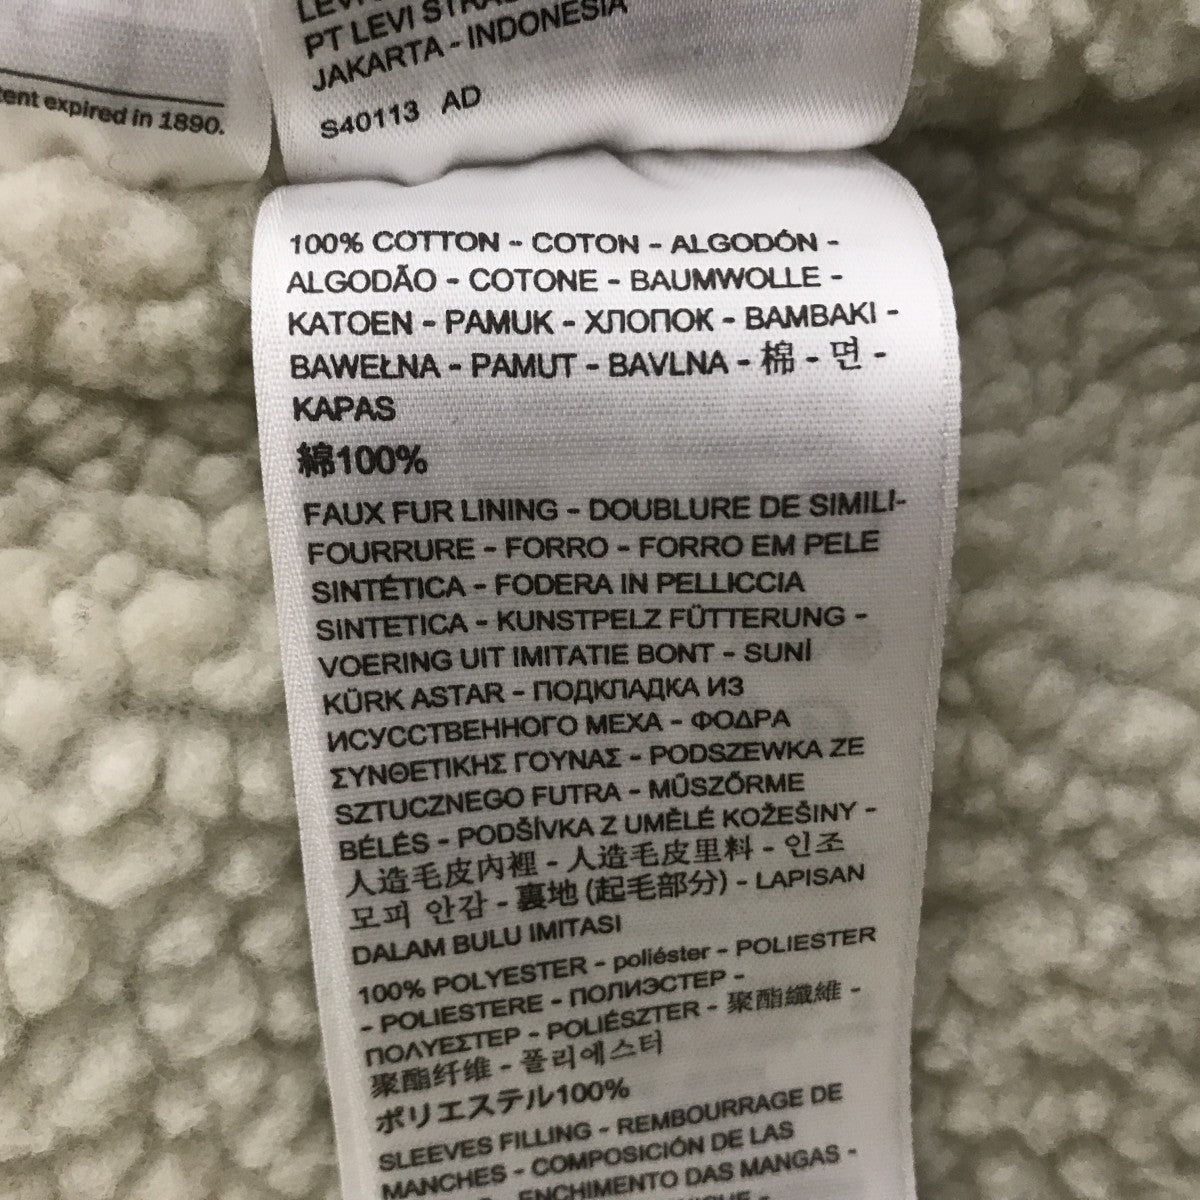 PT LEVI
JAKARTA - INDONESIA
S40113 AD
expired in 1890.
100% COTTON - COTON - ALGODÓN -
ALGODÃO - COTONE - BAUMWOLLE -
KATOEN - PAMUK - ХЛОПОК - BAMBAKI -
BAWEŁNA - PAMUT - BAVLNA - 棉 - 면 -
KAPAS
綿100%
FAUX FUR LINING - DOUBLURE DE SIMILI-
FOURRURE - FORRO - FORRO EM PELE
SINTÉTICA - FODERA IN PELLICCIA
SINTETICA - KUNSTPELZ FÜTTERUNG -
VOERING UIT IMITATIE BONT - SUNİ
KÜRK ASTAR - ПОДКЛАДКА ИЗ
ИСУССТВЕННОГО МЕХА - ΦΟΔΡΑ
ΣΥΝΘΕΤΙΚΗΣ ΓΟΥΝΑΣ - PODSZEWKA ZE
SZTUCZNEGO FUTRA - MŰSZŐRME
BÉLÉS - PODŠÍVKA Z UMĚLÉ KOŽEŠINY -
人造毛皮內裡 - 人造毛皮里料 - 인조
모피 안감 - 裏地 (起毛部分) - LAPISAN
DALAM BULU IMITASI
100% POLYESTER - poliéster - POLIESTER
- POLIESTERE - ПОЛИЭСТЕР -
ΠΟΛΥΕΣΤΕΡ - POLIÉSZTER - 聚酯纖維 -
聚酯纤维 - 폴리에스터
ポリエステル100%
SLEEVES FILLING - REMBOURRAGE DE
MANCHES - COMPOSICIÓN DE LAS
ENCHIMENTO DAS MANGAS -